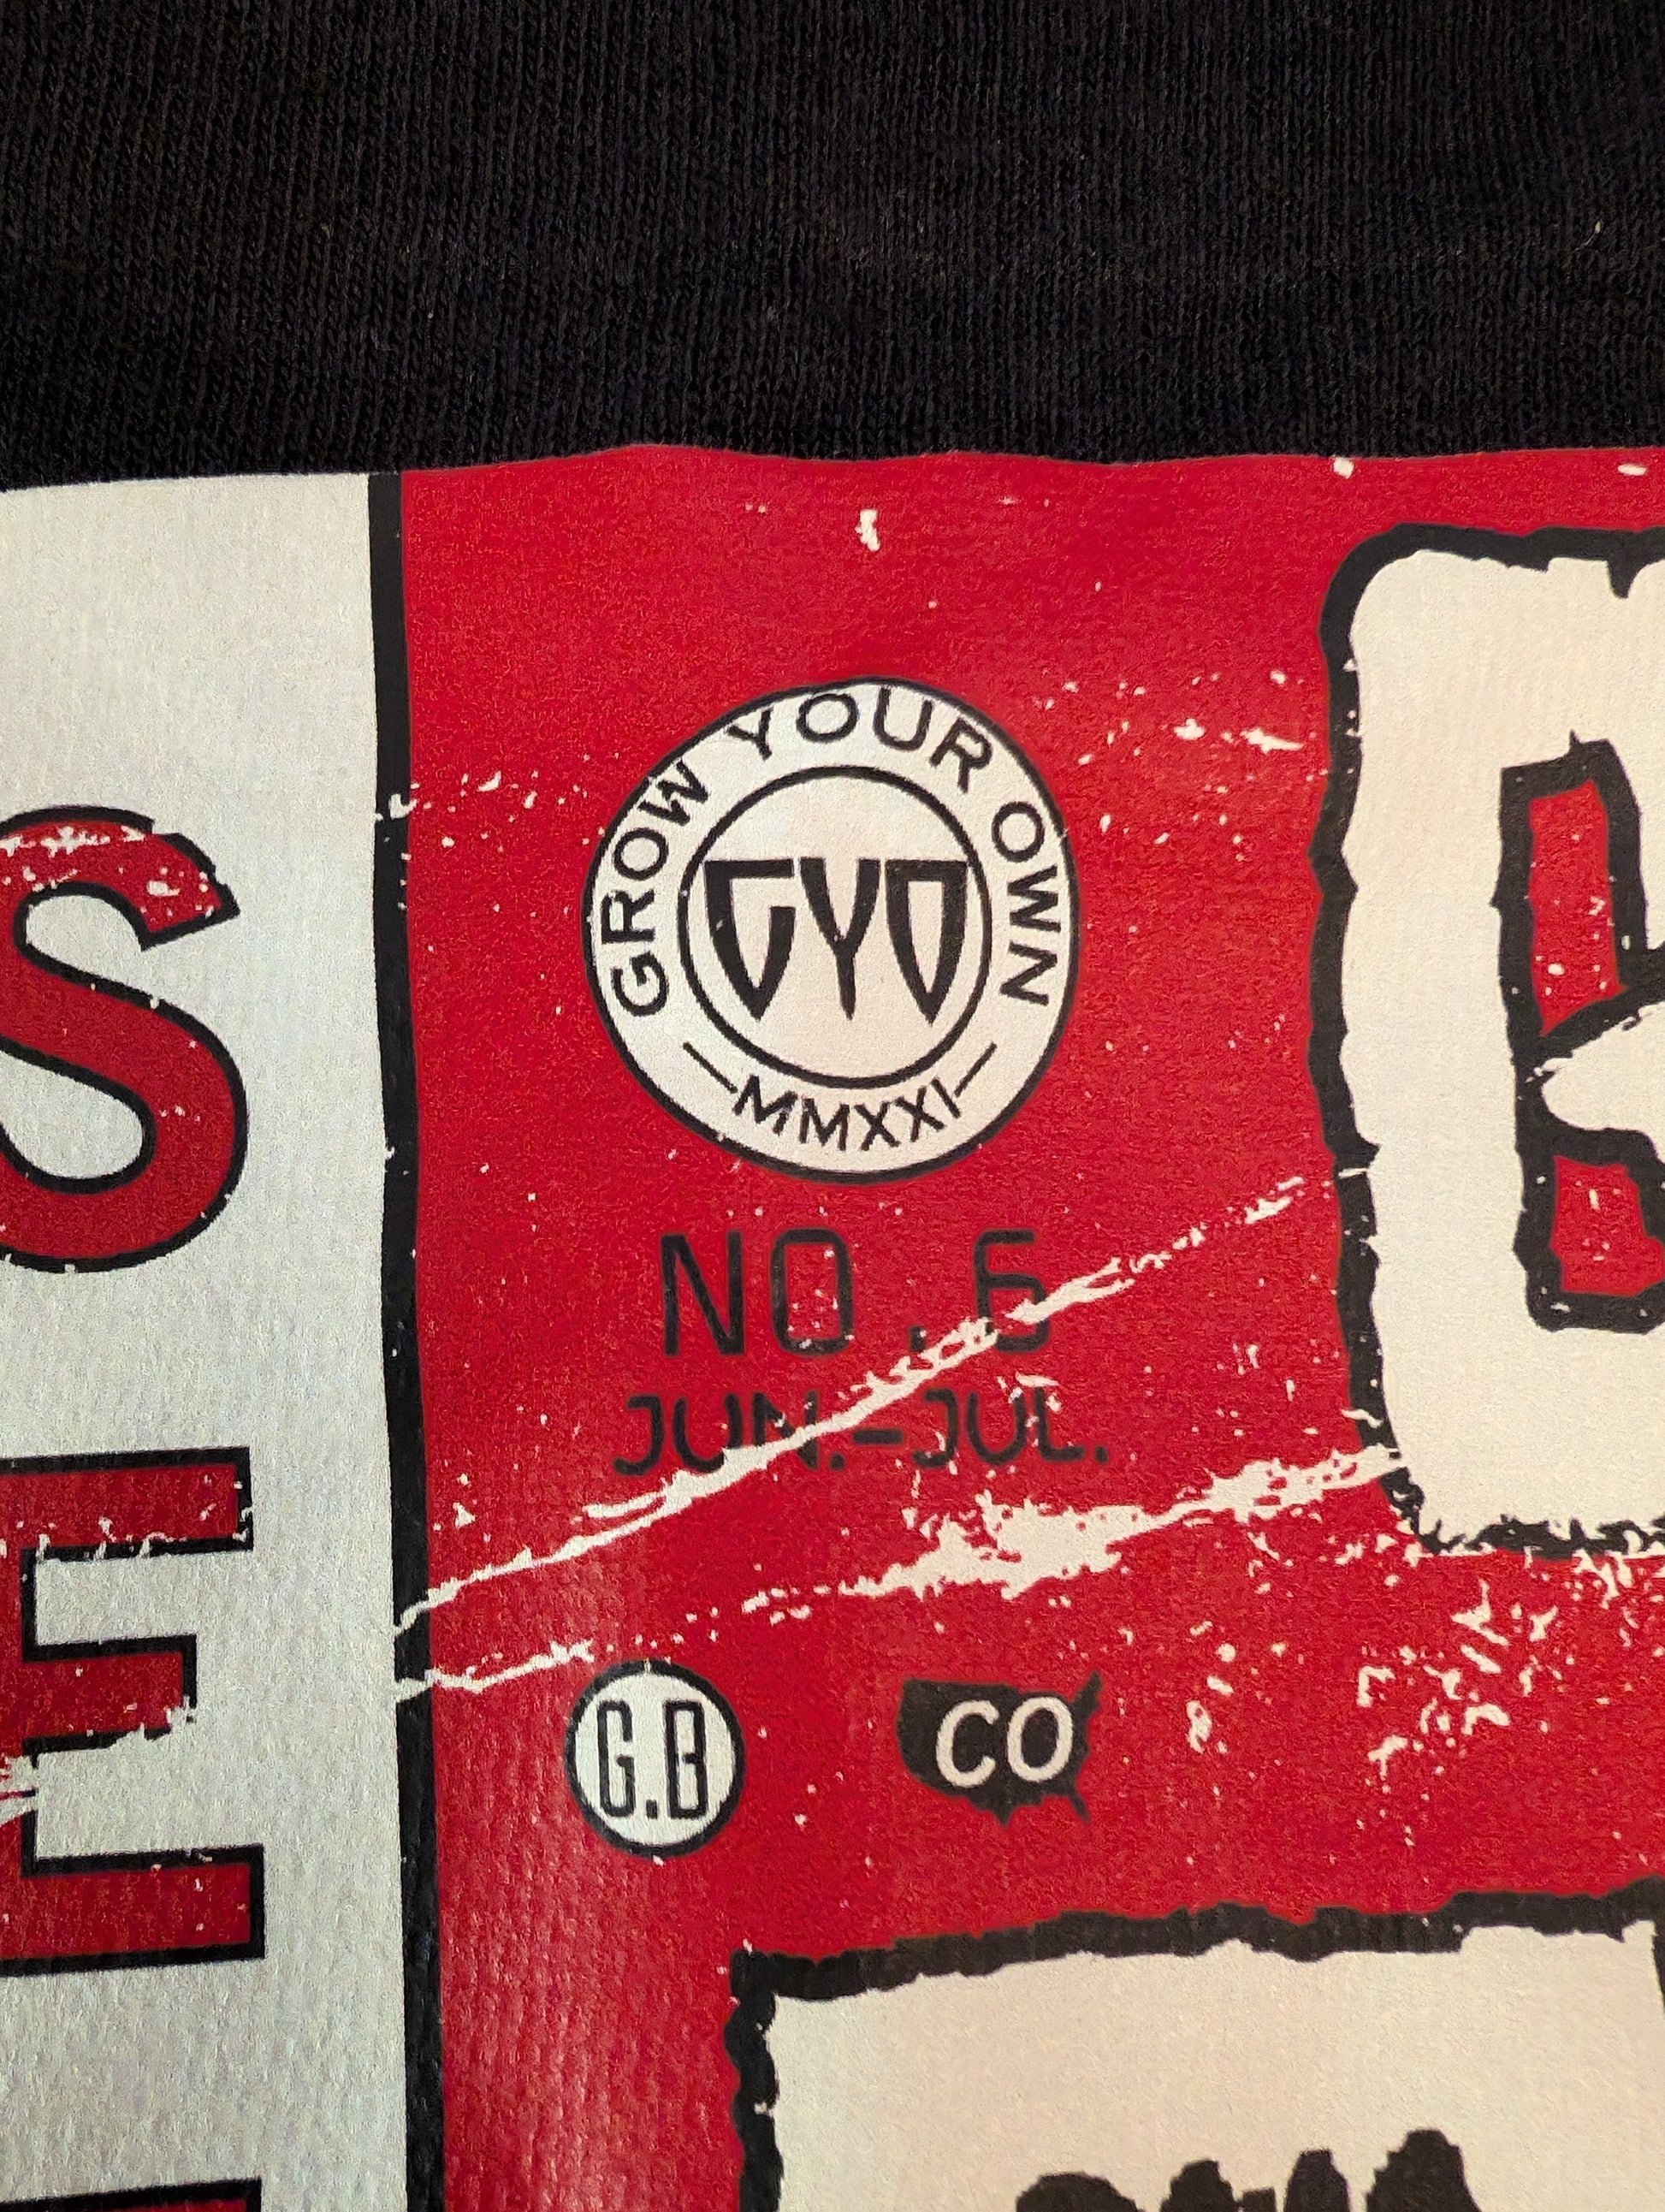 GROW YOUR OWN
GYO
—MMXXI—
NO. 6
JUN.-JUL.
G.B
CO
S
E